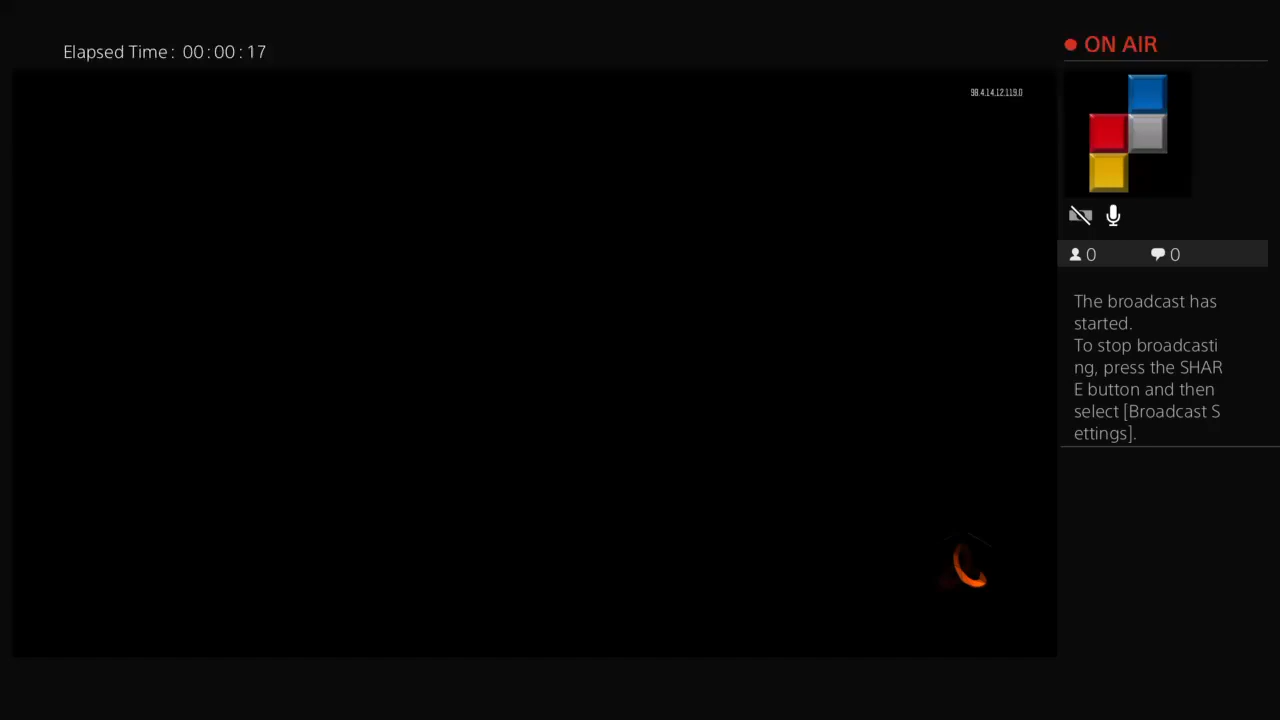 Elapsed Time: 00:00:17
ON AIR
98.4.14.12.119.0
0 0
The broadcast has
started.
To stop broadcasti
ng, press the SHAR
E button and then
select [Broadcast S
ettings].